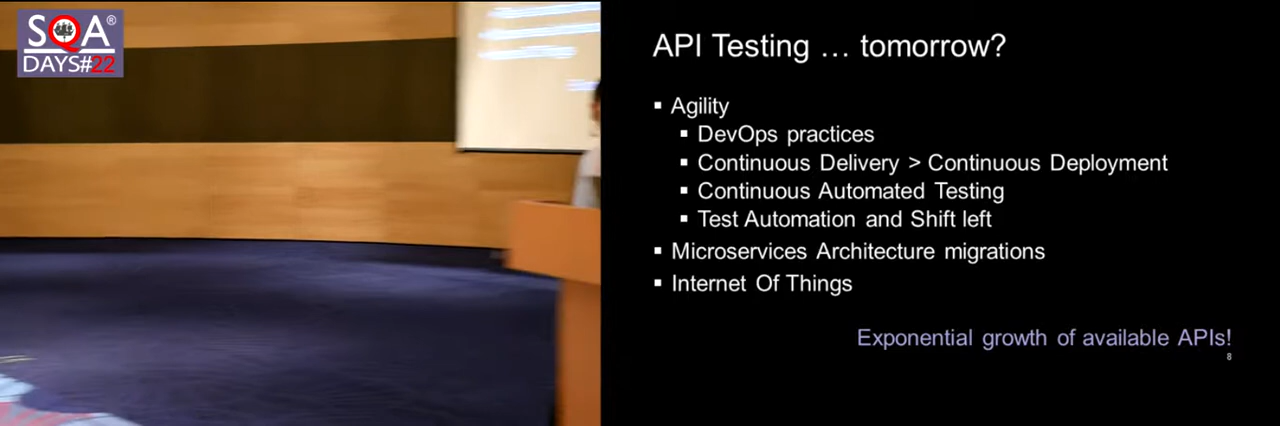 SQA®
DAYS#22
API Testing … tomorrow?
▪ Agility
▪ DevOps practices
▪ Continuous Delivery > Continuous Deployment
▪ Continuous Automated Testing
▪ Test Automation and Shift left
▪ Microservices Architecture migrations
▪ Internet Of Things
Exponential growth of available APIs!
8